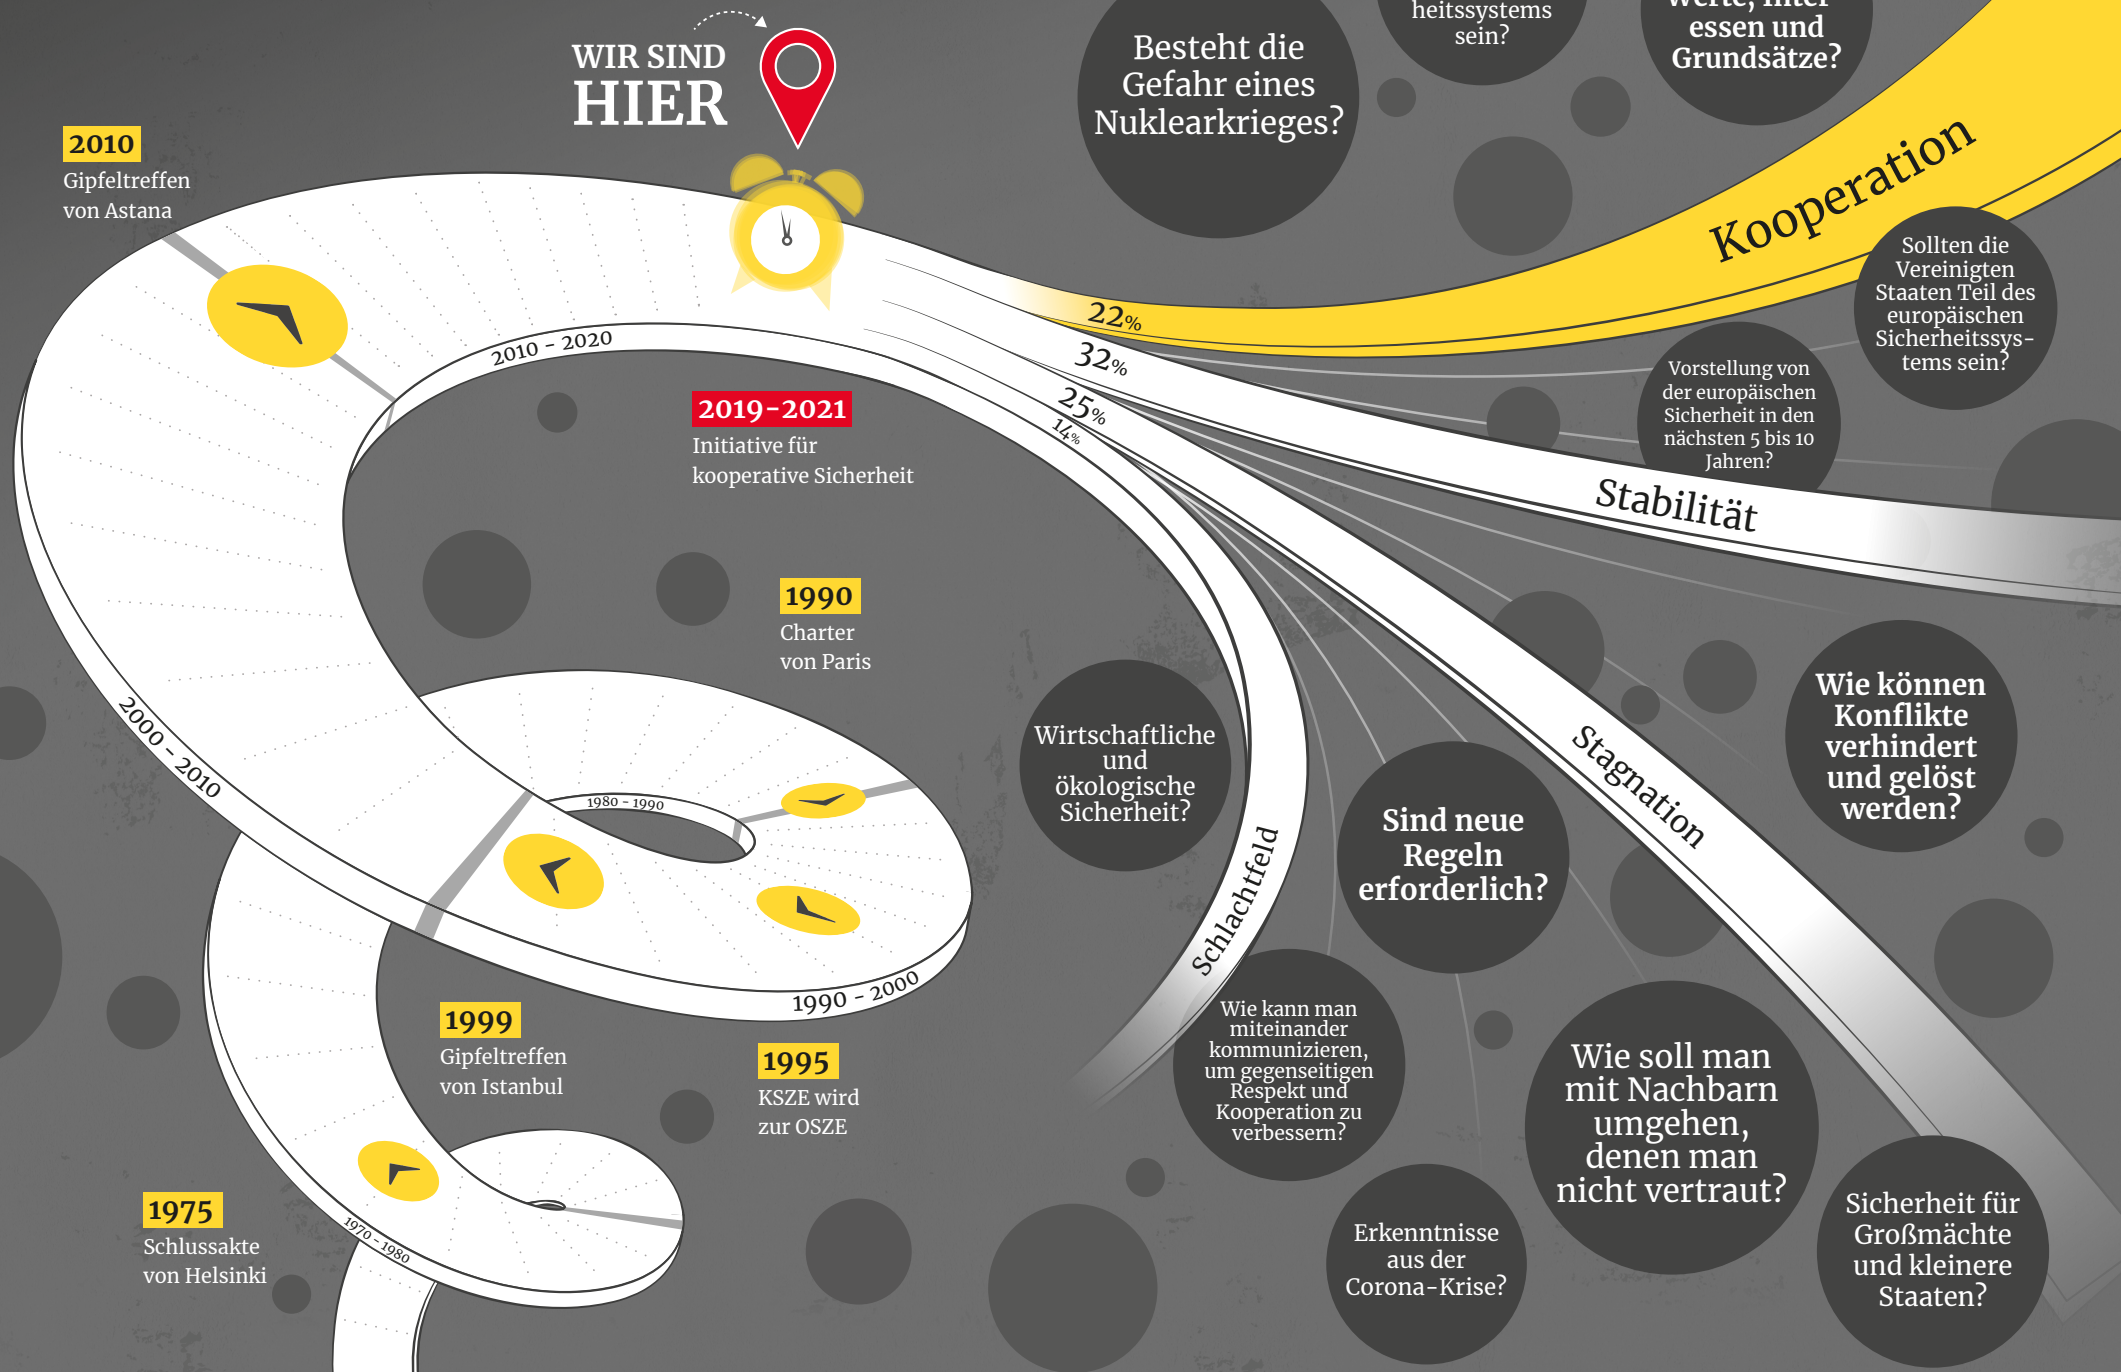 WIR SIND
HIER
2010
Gipfeltreffen
von Astana
2010 - 2020
2019-2021
Initiative für
kooperative Sicherheit
1990
Charter
von Paris
2000 - 2010
1980 - 1990
1990 - 2000
1999
Gipfeltreffen
von Istanbul
1995
KSZE wird
zur OSZE
1975
Schlussakte
von Helsinki
1970 - 1980
Besteht die
Gefahr eines
Nuklearkrieges?
heitssystems
sein?
Werte, Inter-
essen und
Grundsätze?
Kooperation
22%
32%
25%
14%
Sollten die
Vereinigten
Staaten Teil des
europäischen
Sicherheitssys-
tems sein?
Vorstellung von
der europäischen
Sicherheit in den
nächsten 5 bis 10
Jahren?
Stabilität
Wirtschaftliche
und
ökologische
Sicherheit?
Schlachtfeld
Sind neue
Regeln
erforderlich?
Stagnation
Wie können
Konflikte
verhindert
und gelöst
werden?
Wie kann man
miteinander
kommunizieren,
um gegenseitigen
Respekt und
Kooperation zu
verbessern?
Wie soll man
mit Nachbarn
umgehen,
denen man
nicht vertraut?
Erkenntnisse
aus der
Corona-Krise?
Sicherheit für
Großmächte
und kleinere
Staaten?